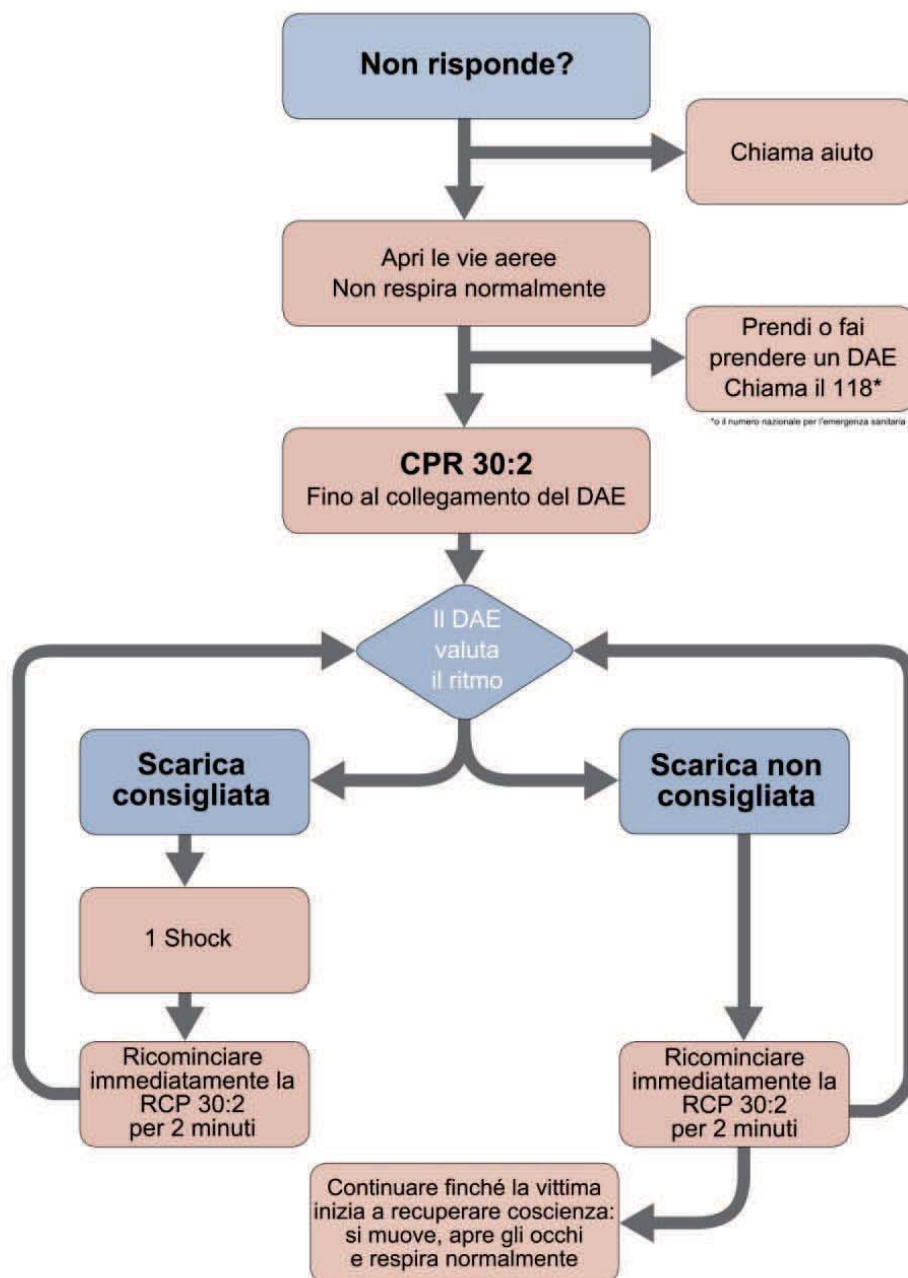 Non risponde?
Chiama aiuto
Apri le vie aeree
Non respira normalmente
Prendi o fai
prendere un DAE
Chiama il 118*
*o il numero nazionale per l'emergenza sanitaria
CPR 30:2
Fino al collegamento del DAE
Il DAE
valuta
il ritmo
Scarica
consigliata
Scarica non
consigliata
1 Shock
Ricominciare
immediatamente la
RCP 30:2
per 2 minuti
Ricominciare
immediatamente la
RCP 30:2
per 2 minuti
Continuare finché la vittima
inizia a recuperare coscienza:
si muove, apre gli occhi
e respira normalmente